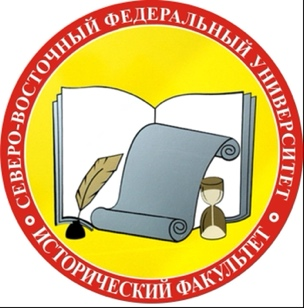 СЕВЕРО-ВОСТОЧНЫЙ ФЕДЕРАЛЬНЫЙ УНИВЕРСИТЕТ
• ИСТОРИЧЕСКИЙ ФАКУЛЬТЕТ •